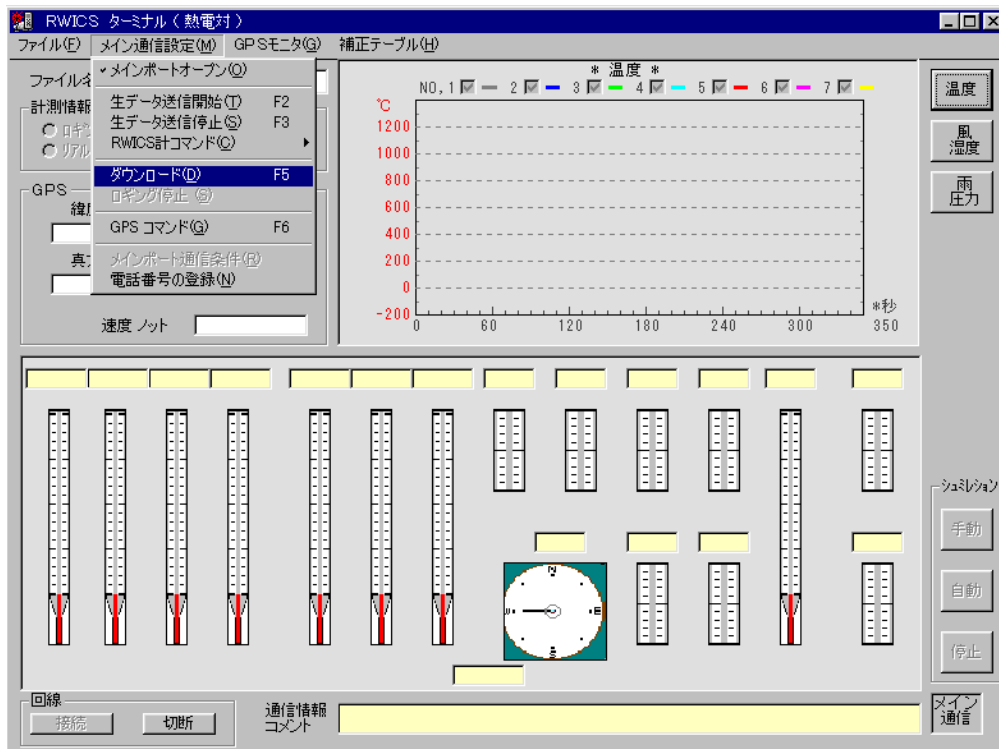 RWICS ターミナル（熱電対）
ファイル(F) メイン通信設定(M) GPSモニタ(G) 補正テーブル(H)
メインポートオープン(O)
生データ送信開始(T) F2
生データ送信停止(S) F3
RWICS計コマンド(C)
ダウンロード(D) F5
ロギング停止 (S)
GPS コマンド(G) F6
メインポート通信条件(R)
電話番号の登録(N)
ファイル名
計測情報
GPS
速度 ノット
* 温度 *
NO, 1 2 3 4 5 6 7
℃
1200
1000
800
600
400
200
0
-200
0 60 120 180 240 300 350
*秒
温度
風
湿度
雨
圧力
シュミレション
手動
自動
停止
N
E
S
回線
接続 切断
通信情報
コメント
メイン
通信